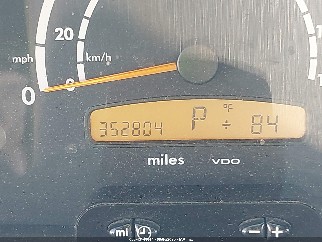 20
mph km/h
0
352804 P ÷ °F 84
miles VDO
mi - +